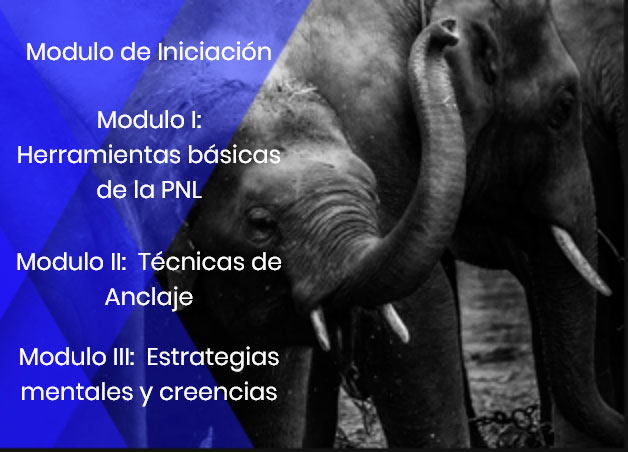 Modulo de Iniciación
Modulo I:
Herramientas básicas
de la PNL
Modulo II:  Técnicas de
Anclaje
Modulo III:  Estrategias
mentales y creencias